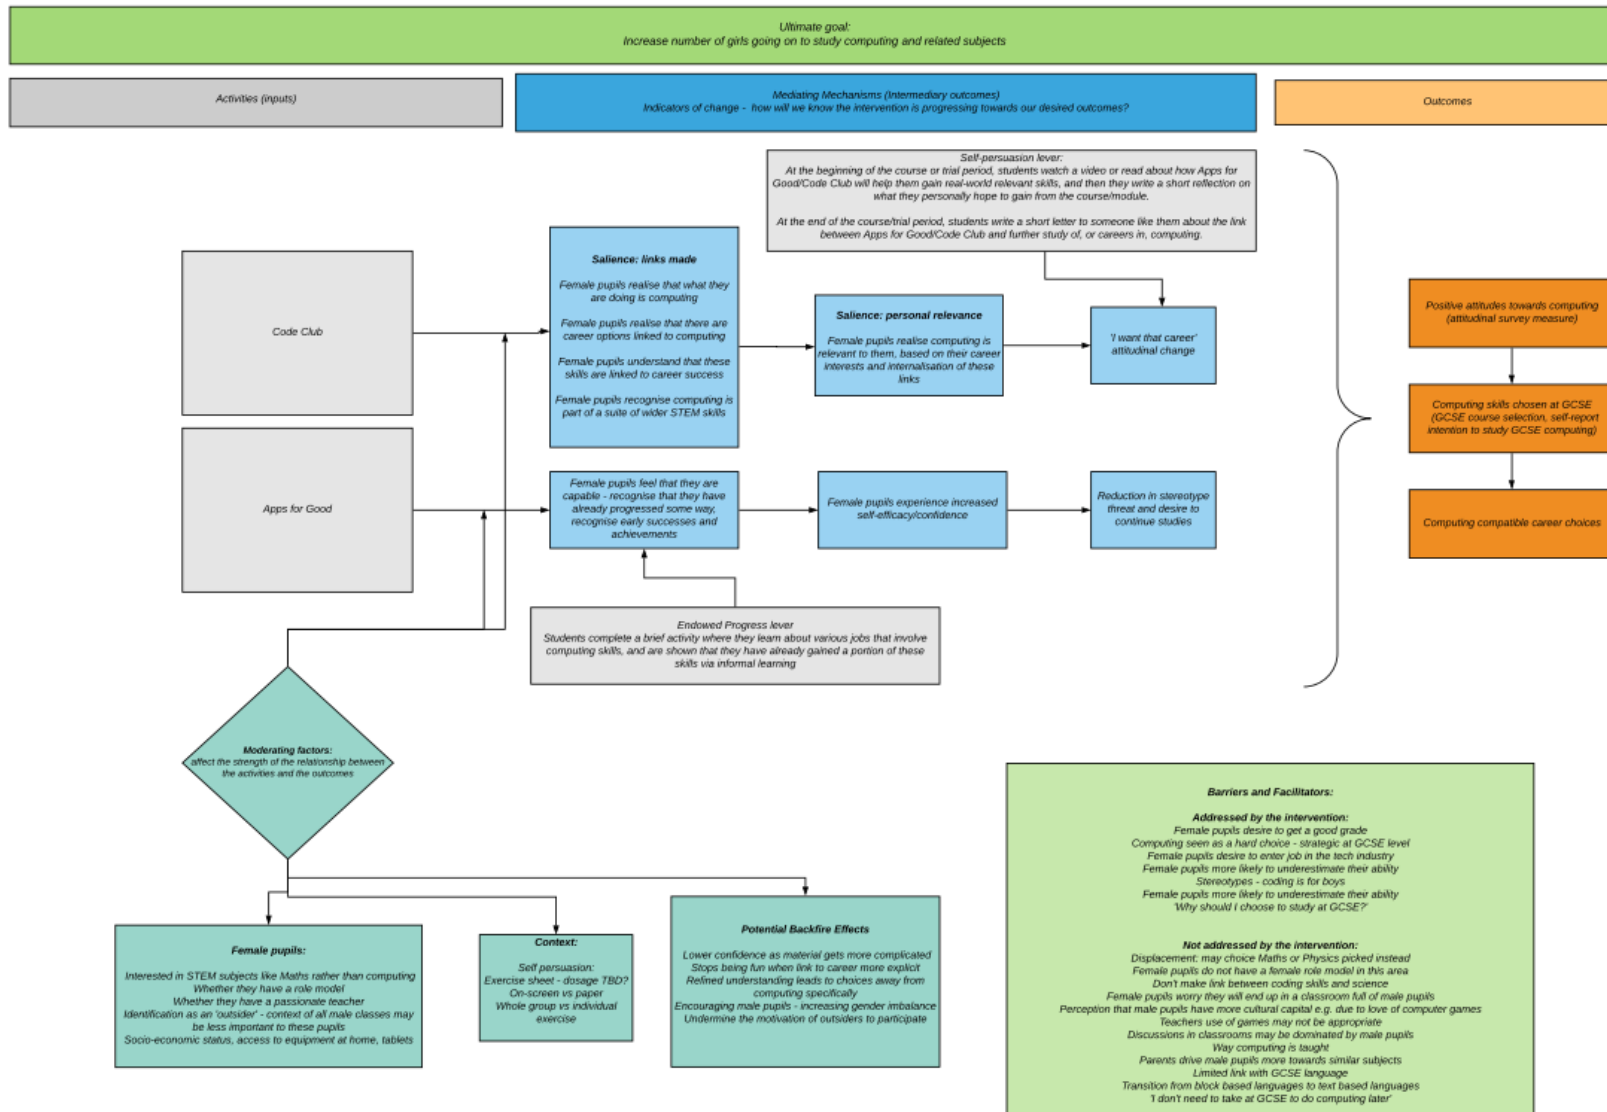 Ultimate goal:
Increase number of girls going on to study computing and related subjects
Activities (inputs)
Mediating Mechanisms (Intermediary outcomes)
Indicators of change - how will we know the intervention is progressing towards our desired outcomes?
Outcomes
Self-persuasion lever:
At the beginning of the course or trial period, students watch a video or read about how Apps for
Good/Code Club will help them gain real-world relevant skills, and then they write a short reflection on
what they personally hope to gain from the course/module.
At the end of the course/trial period, students write a short letter to someone like them about the link
between Apps for Good/Code Club and further study of, or careers in, computing.
Code Club
Salience: links made
Female pupils realise that what they
are doing is computing
Female pupils realise that there are
career options linked to computing
Female pupils understand that these
skills are linked to career success
Female pupils recognise computing is
part of a suite of wider STEM skills
Salience: personal relevance
Female pupils realise computing is
relevant to them, based on their career
interests and internalisation of these
links
'I want that career'
attitudinal change
Positive attitudes towards computing
(attitudinal survey measure)
Computing skills chosen at GCSE
(GCSE course selection, self-report
intention to study GCSE computing)
Computing compatible career choices
Apps for Good
Female pupils feel that they are
capable - recognise that they have
already progressed some way,
recognise early successes and
achievements
Female pupils experience increased
self-efficacy/confidence
Reduction in stereotype
threat and desire to
continue studies
Endowed Progress lever
Students complete a brief activity where they learn about various jobs that involve
computing skills, and are shown that they have already gained a portion of these
skills via informal learning
Moderating factors:
affect the strength of the relationship between
the activities and the outcomes
Female pupils:
Interested in STEM subjects like Maths rather than computing
Whether they have a role model
Whether they have a passionate teacher
Identification as an 'outsider' - context of all male classes may
be less important to these pupils
Socio-economic status, access to equipment at home, tablets
Context:
Self persuasion:
Exercise sheet - dosage TBD?
On-screen vs paper
Whole group vs individual
exercise
Potential Backfire Effects
Lower confidence as material gets more complicated
Stops being fun when link to career more explicit
Refined understanding leads to choices away from
computing specifically
Encouraging male pupils - increasing gender imbalance
Undermine the motivation of outsiders to participate
Barriers and Facilitators:
Addressed by the intervention:
Female pupils desire to get a good grade
Computing seen as a hard choice - strategic at GCSE level
Female pupils desire to enter job in the tech industry
Female pupils more likely to underestimate their ability
Stereotypes - coding is for boys
Female pupils more likely to underestimate their ability
'Why should I choose to study at GCSE?'
Not addressed by the intervention:
Displacement: may choice Maths or Physics picked instead
Female pupils do not have a female role model in this area
Don't make link between coding skills and science
Female pupils worry they will end up in a classroom full of male pupils
Perception that male pupils have more cultural capital e.g. due to love of computer games
Teachers use of games may not be appropriate
Discussions in classrooms may be dominated by male pupils
Way computing is taught
Parents drive male pupils more towards similar subjects
Limited link with GCSE language
Transition from block based languages to text based languages
'I don't need to take at GCSE to do computing later'